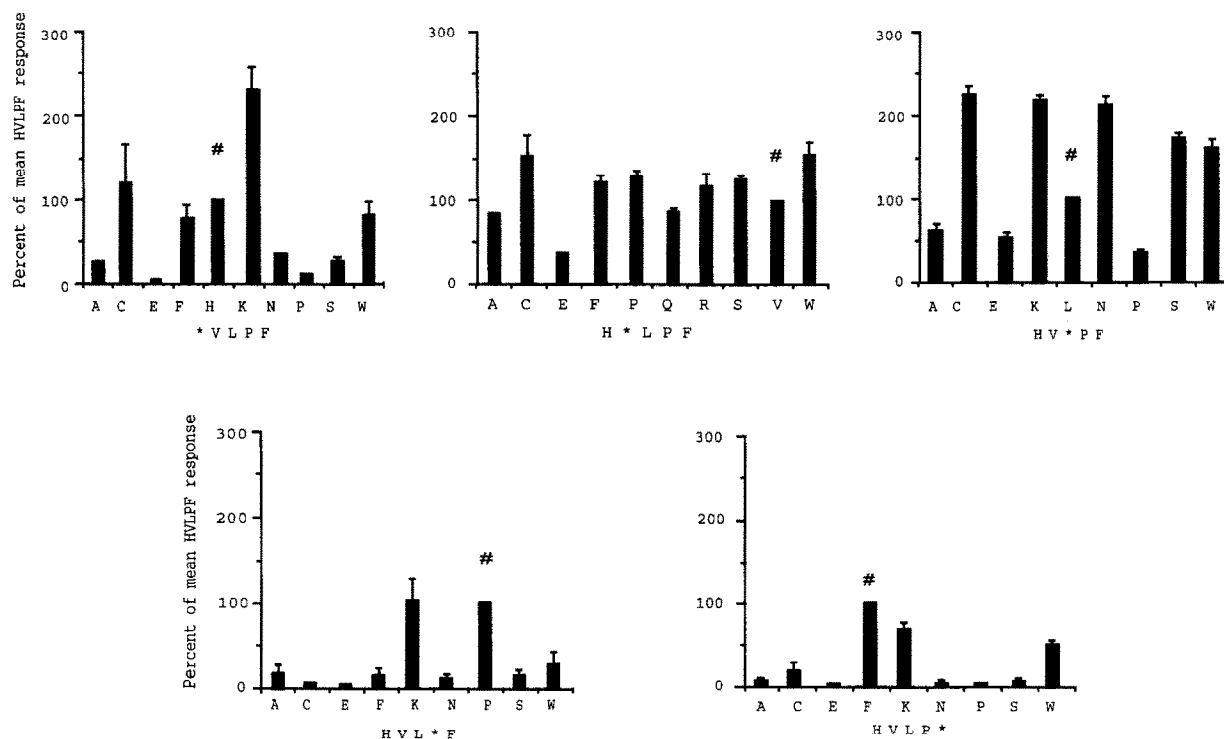 Percent of mean HVLPF response
300
200
100
0
#
A C E F H K N P S W
* V L P F
300
200
100
0
#
A C E F P Q R S V W
H * L P F
300
200
100
0
#
A C E K L N P S W
H V * P F
Percent of mean HVLPF response
300
200
100
0
#
A C E F K N P S W
H V L * F
300
200
100
0
#
A C E F K N P S W
H V L P *